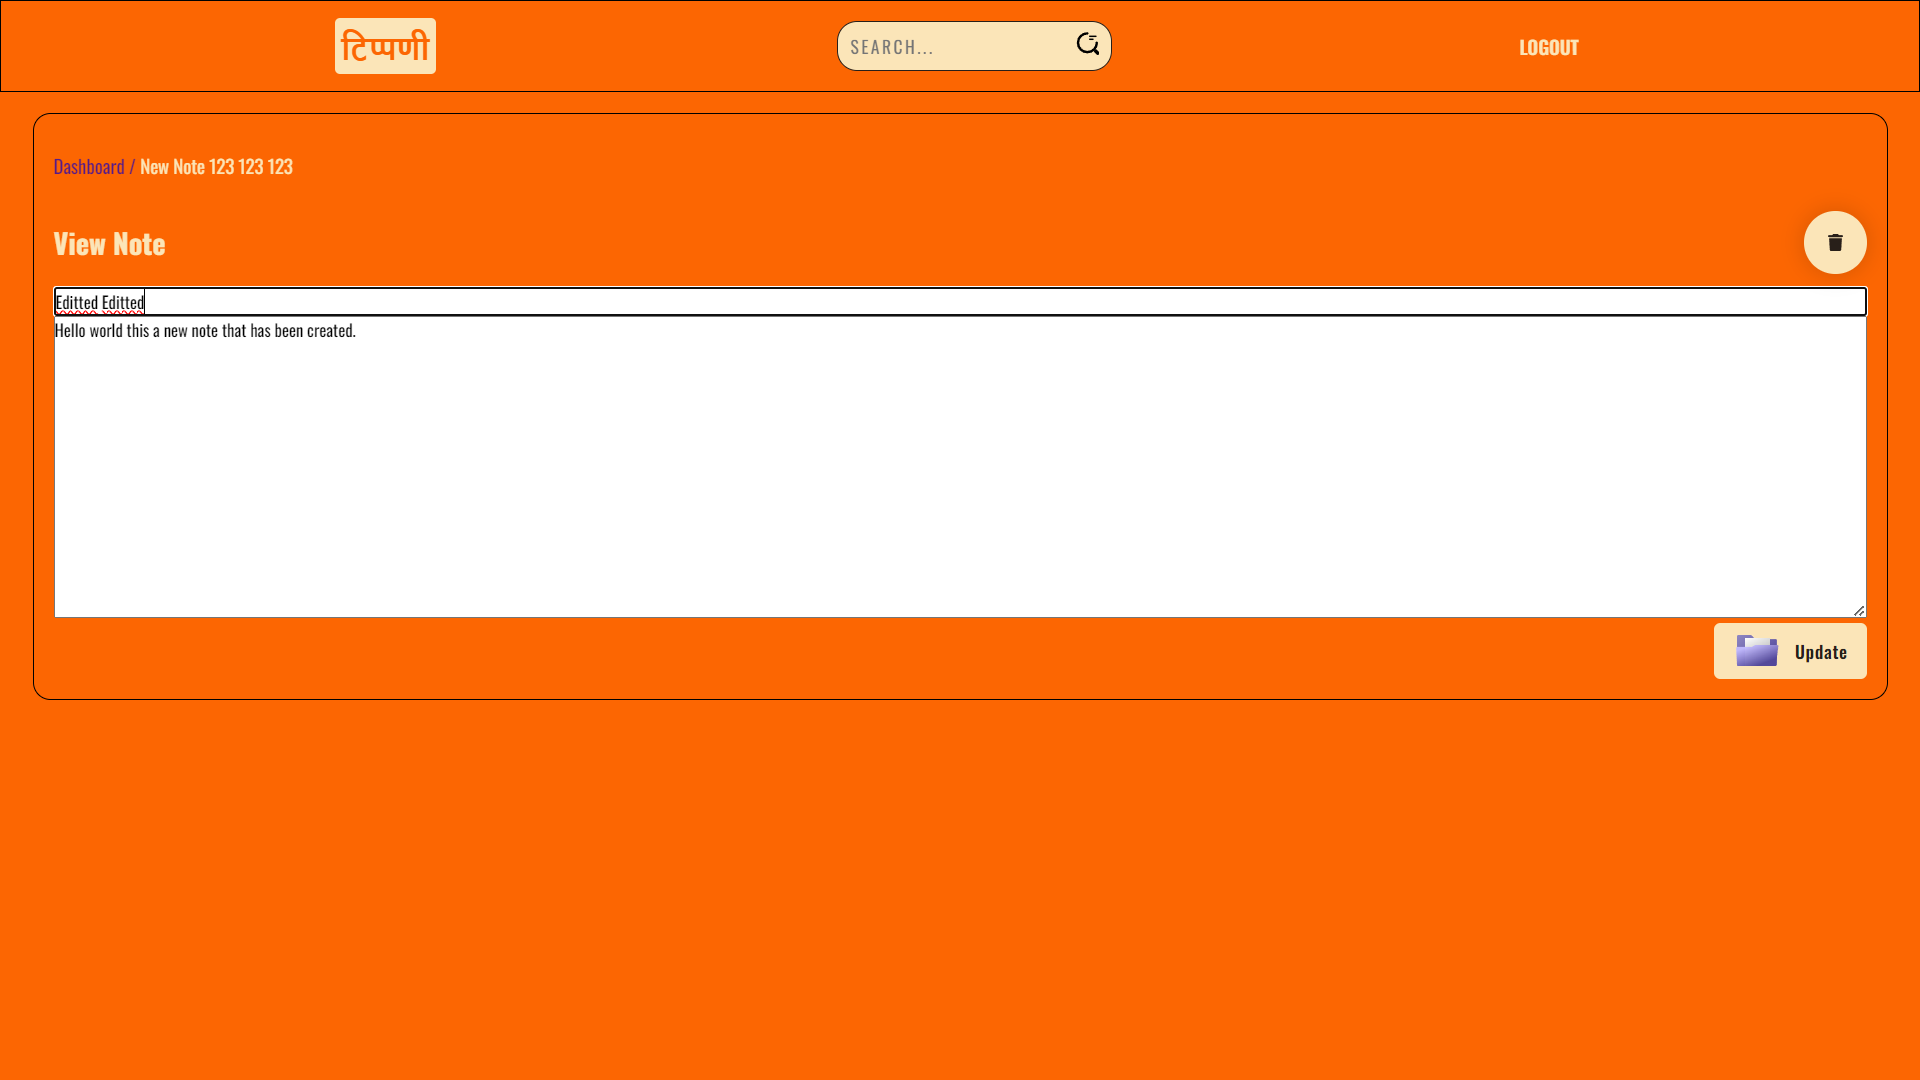 टिप्पणी
SEARCH...
LOGOUT
Dashboard / New Note 123 123 123
View Note
Editted Editted
Hello world this a new note that has been created.
Update